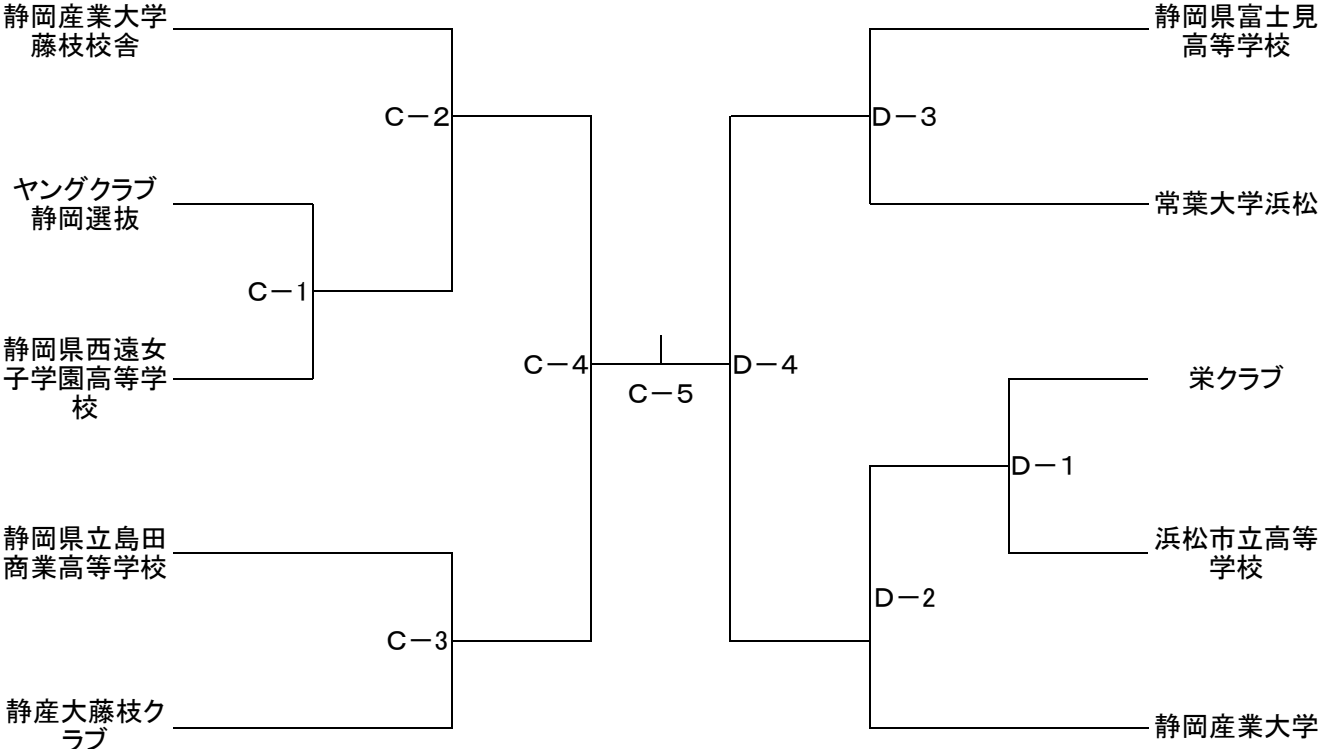 静岡産業大学
藤枝校舎
C－2
ヤングクラブ
静岡選抜
C－1
静岡県西遠女
子学園高等学
校
C－4
静岡県立島田
商業高等学校
C－3
静産大藤枝ク
ラブ
C－5
静岡県富士見
高等学校
D－3
常葉大学浜松
D－4
栄クラブ
D－1
浜松市立高等
学校
D－2
静岡産業大学